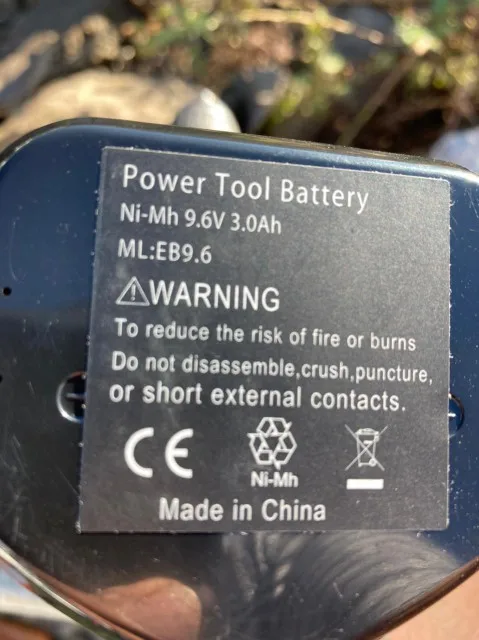 Power Tool Battery
Ni-Mh 9.6V 3.0Ah
ML:EB9.6
WARNING
To reduce the risk of fire or burns
Do not disassemble,crush,puncture,
or short external contacts.
CE
Ni-Mh
Made in China